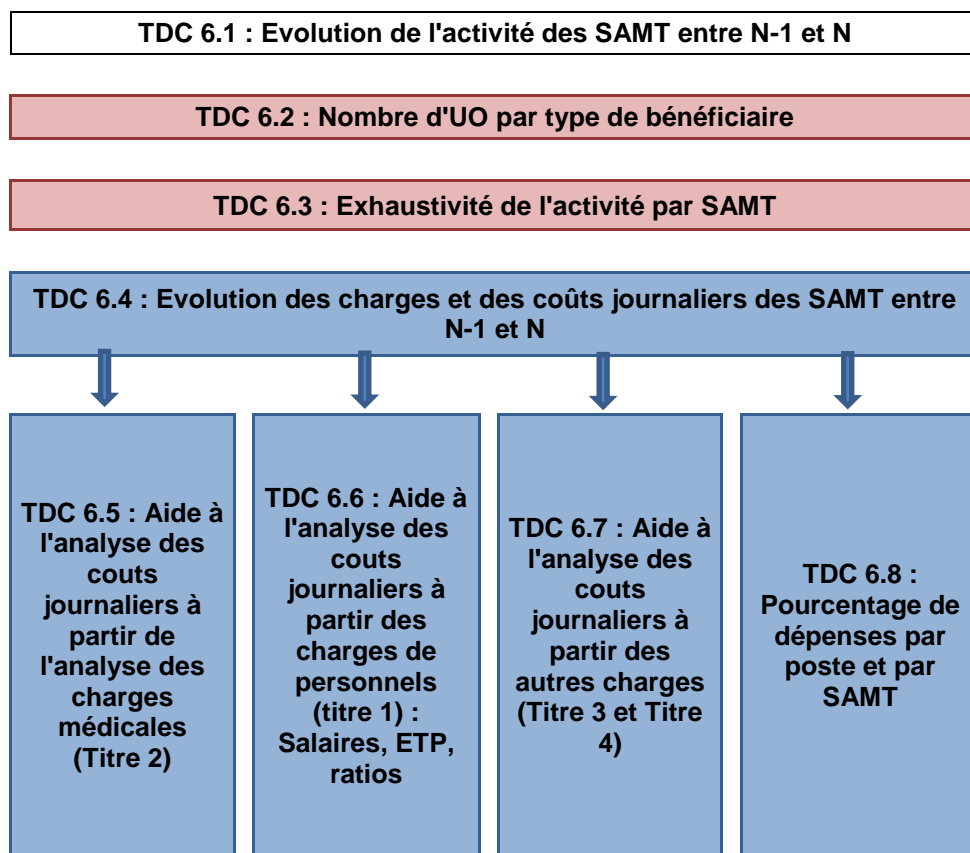 TDC 6.1 : Evolution de l'activité des SAMT entre N-1 et N
TDC 6.2 : Nombre d'UO par type de bénéficiaire
TDC 6.3 : Exhaustivité de l'activité par SAMT
TDC 6.4 : Evolution des charges et des coûts journaliers des SAMT entre
N-1 et N
TDC 6.5 : Aide à
l'analyse des
couts
journaliers à
partir de
l'analyse des
charges
médicales
(Titre 2)
TDC 6.6 : Aide à
l'analyse des
couts
journaliers à
partir des
charges de
personnels
(titre 1) :
Salaires, ETP,
ratios
TDC 6.7 : Aide à
l'analyse des
couts
journaliers à
partir des
autres charges
(Titre 3 et Titre
4)
TDC 6.8 :
Pourcentage de
dépenses par
poste et par
SAMT